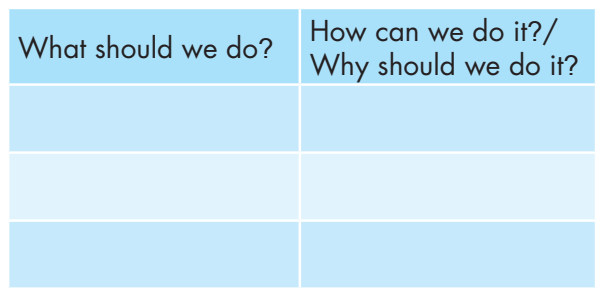 What should we do?
How can we do it?/
Why should we do it?